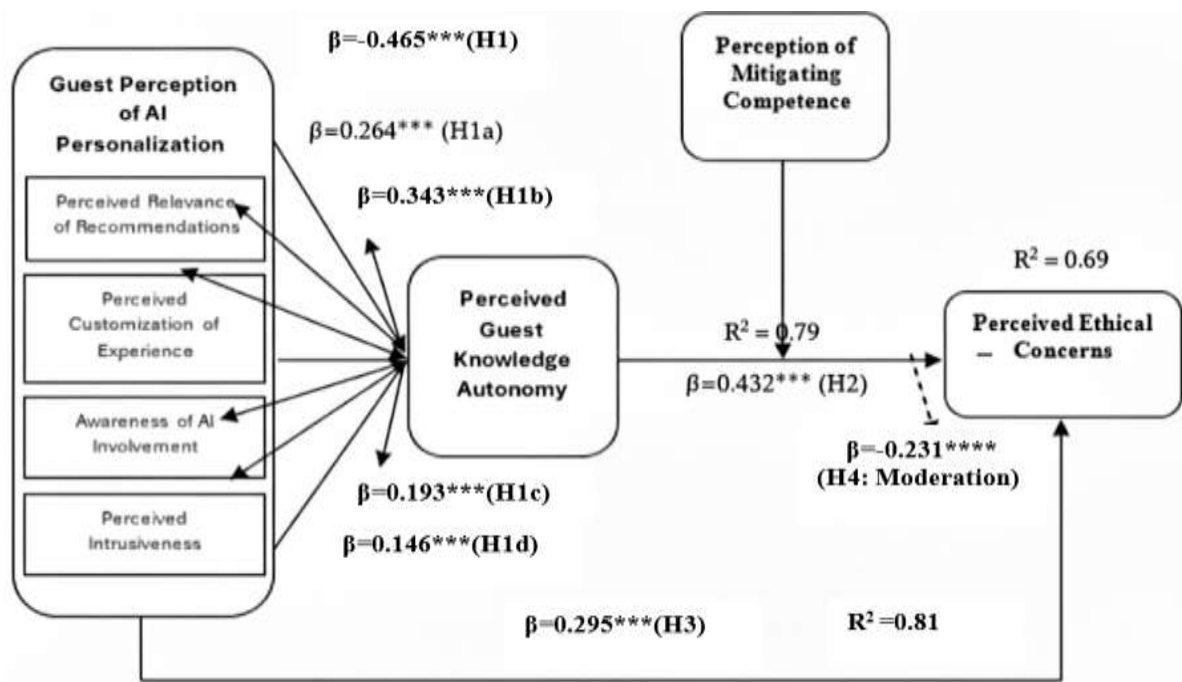 β=-0.465***(H1)
Guest Perception
of AI
Personalization
β=0.264*** (H1a)
β=0.343***(H1b)
Perceived Relevance
of Recommendations
Perceived
Customization of
Experience
Awareness of AI
Involvement
Perceived
Intrusiveness
Perceived
Guest
Knowledge
Autonomy
β=0.193***(H1c)
β=0.146***(H1d)
Perception of
Mitigating
Competence
R² = 0.79
β=0.432*** (H2)
R² = 0.69
Perceived Ethical
– Concerns
β=-0.231****
(H4: Moderation)
β=0.295***(H3)
R² =0.81